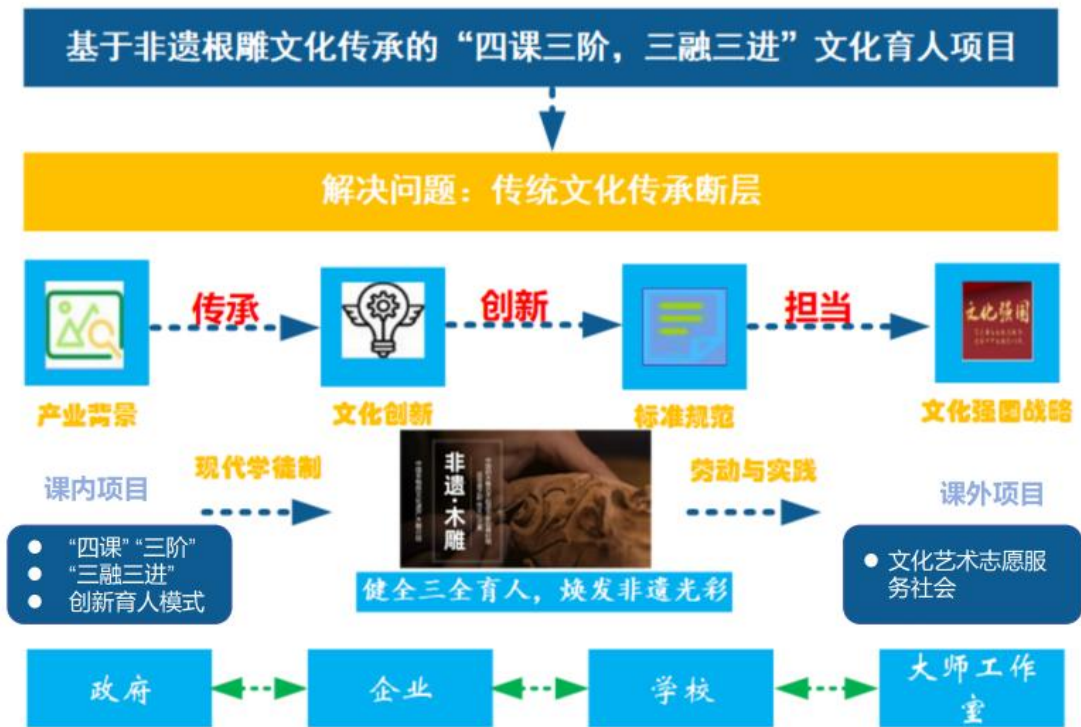 基于非遗根雕文化传承的“四课三阶，三融三进”文化育人项目
解决问题：传统文化传承断层
传承
创新
担当
文化强国
产业背景
文化创新
标准规范
文化强国战略
现代学徒制
非遗·木雕
劳动与实践
课内项目
课外项目
“四课” “三阶”
“三融三进”
创新育人模式
文化艺术志愿服
务社会
健全三全育人，焕发非遗光彩
政府
企业
学校
大师工作
室